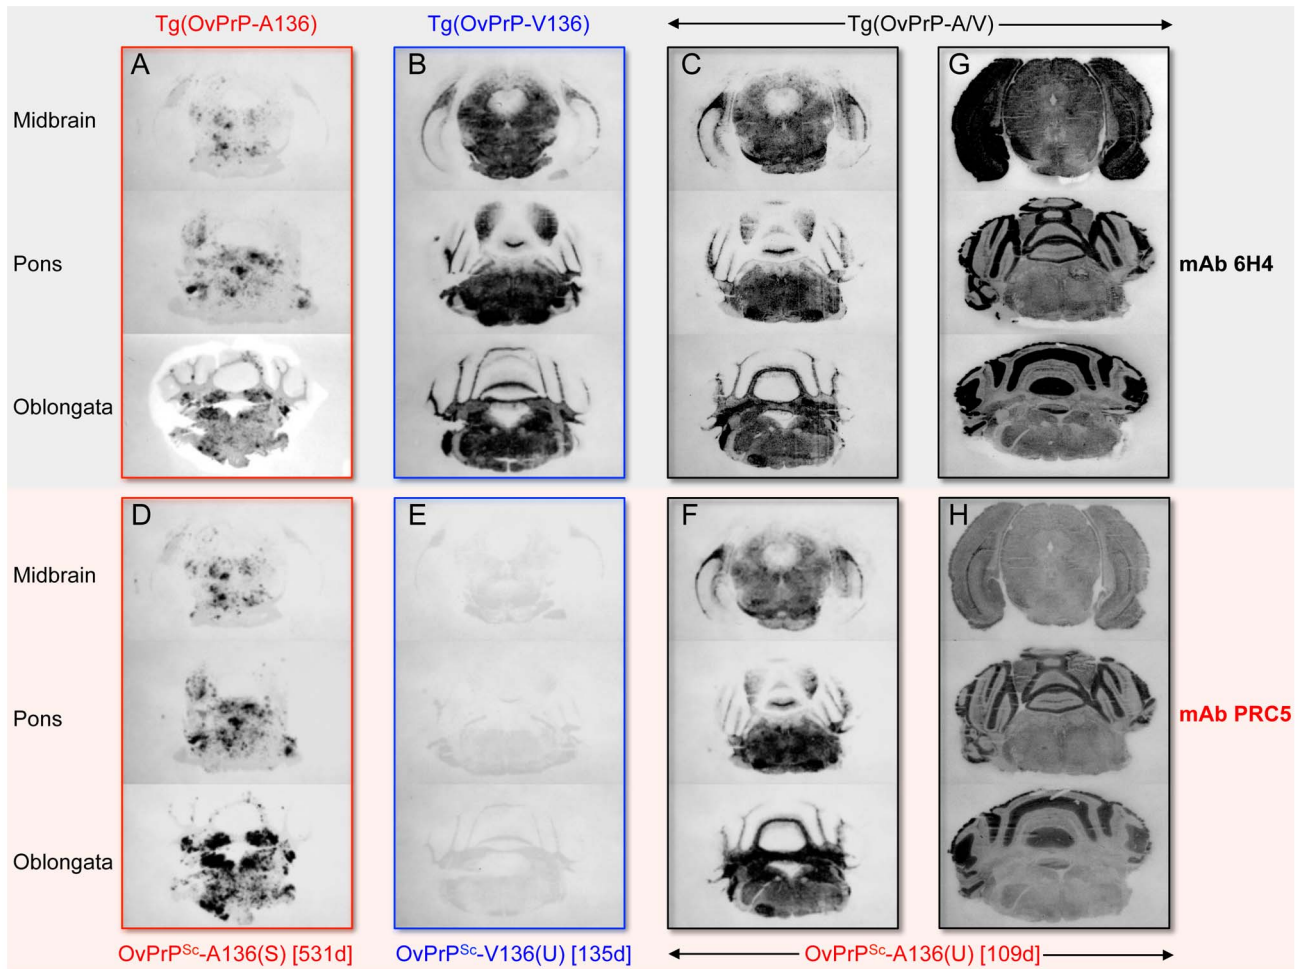 Tg(OvPrP-A136)
Tg(OvPrP-V136)
Tg(OvPrP-A/V)
A
B
C
G
Midbrain
Pons
Oblongata
mAb 6H4
D
E
F
H
Midbrain
Pons
Oblongata
mAb PRC5
OvPrPSc-A136(S) [531d]
OvPrPSc-V136(U) [135d]
OvPrPSc-A136(U) [109d]